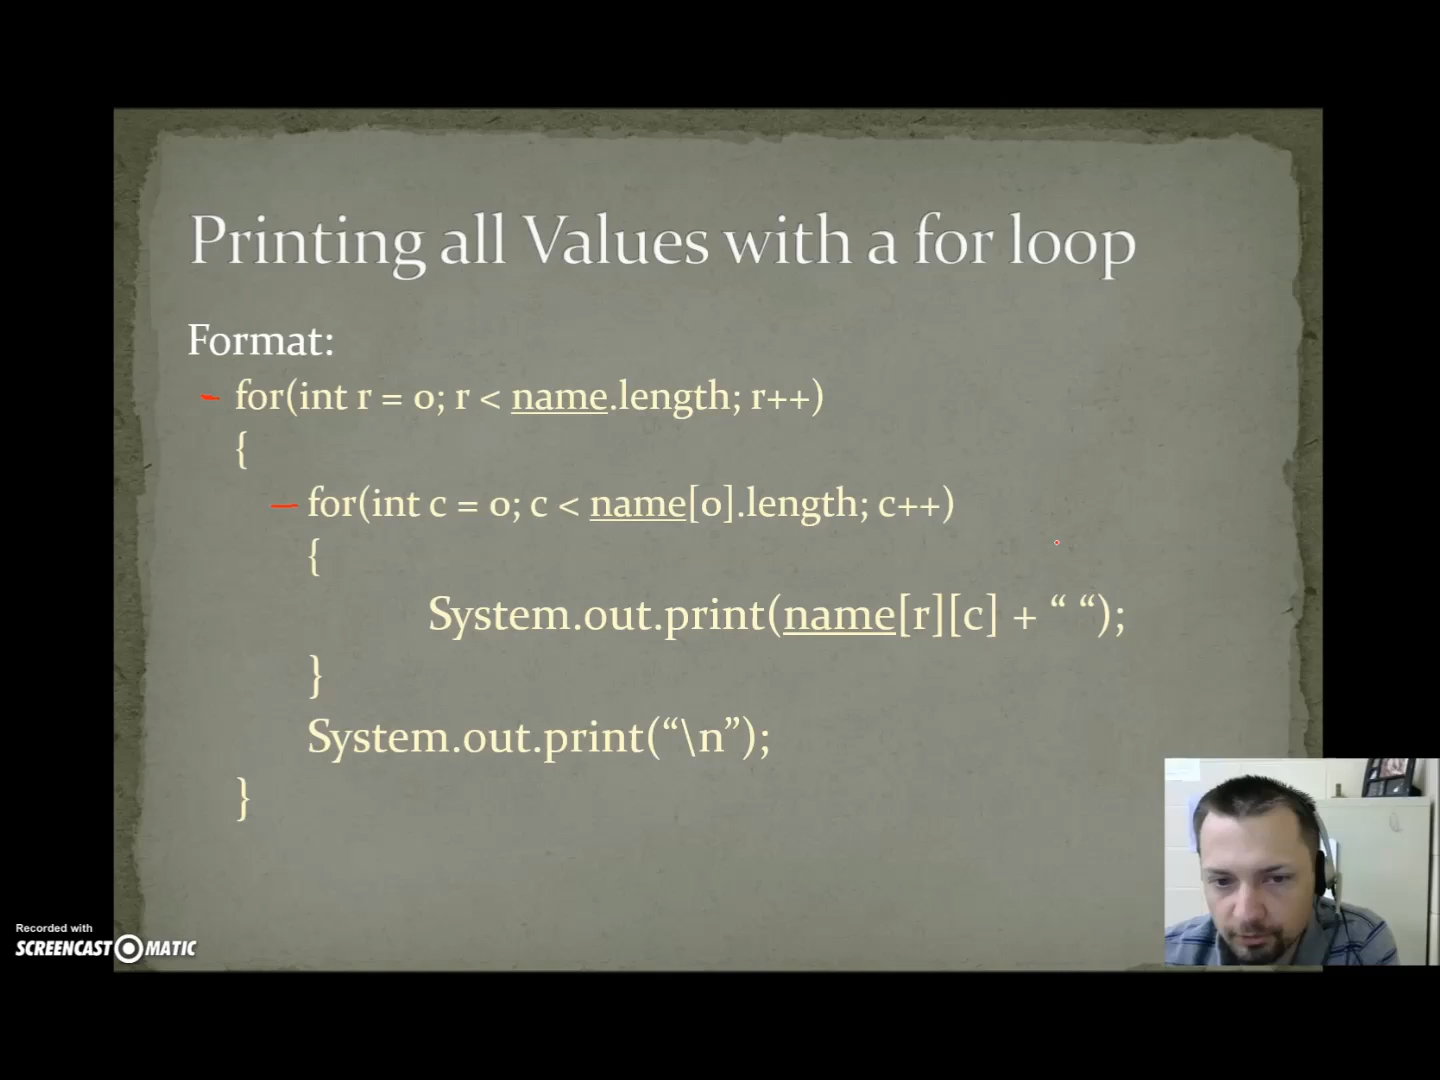 Printing all Values with a for loop
Format:
for(int r = 0; r < name.length; r++)
{
for(int c = 0; c < name[0].length; c++)
{
System.out.print(name[r][c] + “ “);
}
System.out.print(“\n”);
}
Recorded with
SCREENCAST-O-MATIC